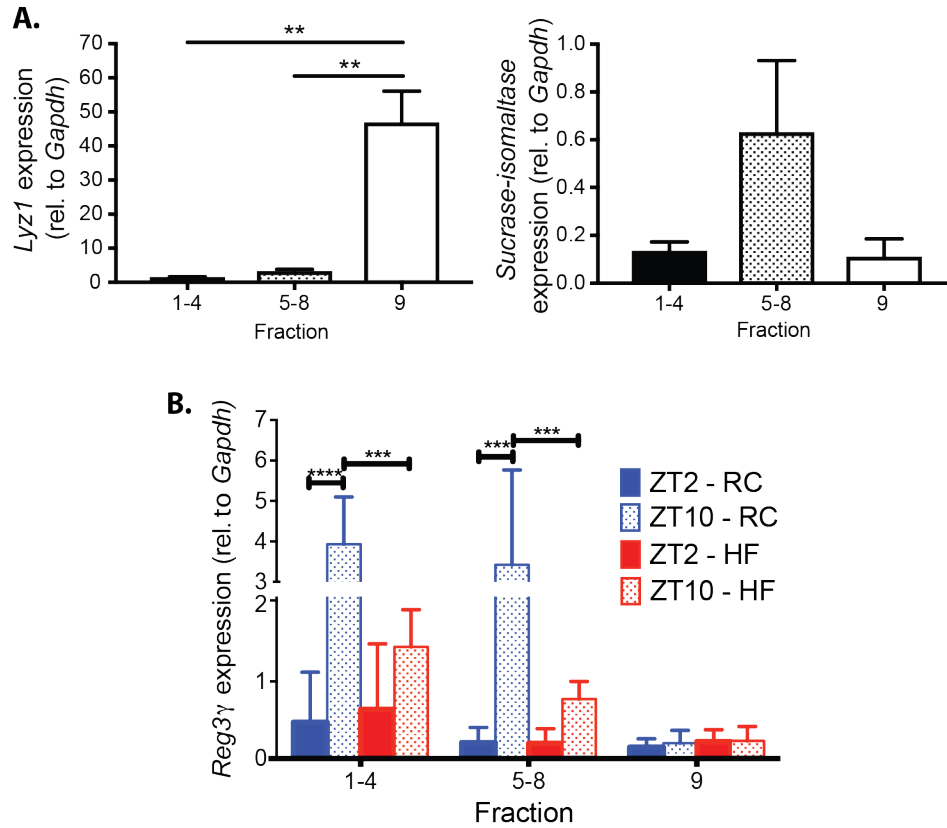 A.
Lyz1 expression
(rel. to Gapdh)
70
60
50
40
30
20
10
0
**
**
1-4
5-8
9
Fraction
Sucrase-isomaltase
expression (rel. to Gapdh)
1.0
0.8
0.6
0.4
0.2
0.0
1-4
5-8
9
Fraction
B.
Reg3γ expression (rel. to Gapdh)
7
6
5
4
3
2
1
0
****
***
***
***
1-4
5-8
9
Fraction
ZT2 - RC
ZT10 - RC
ZT2 - HF
ZT10 - HF